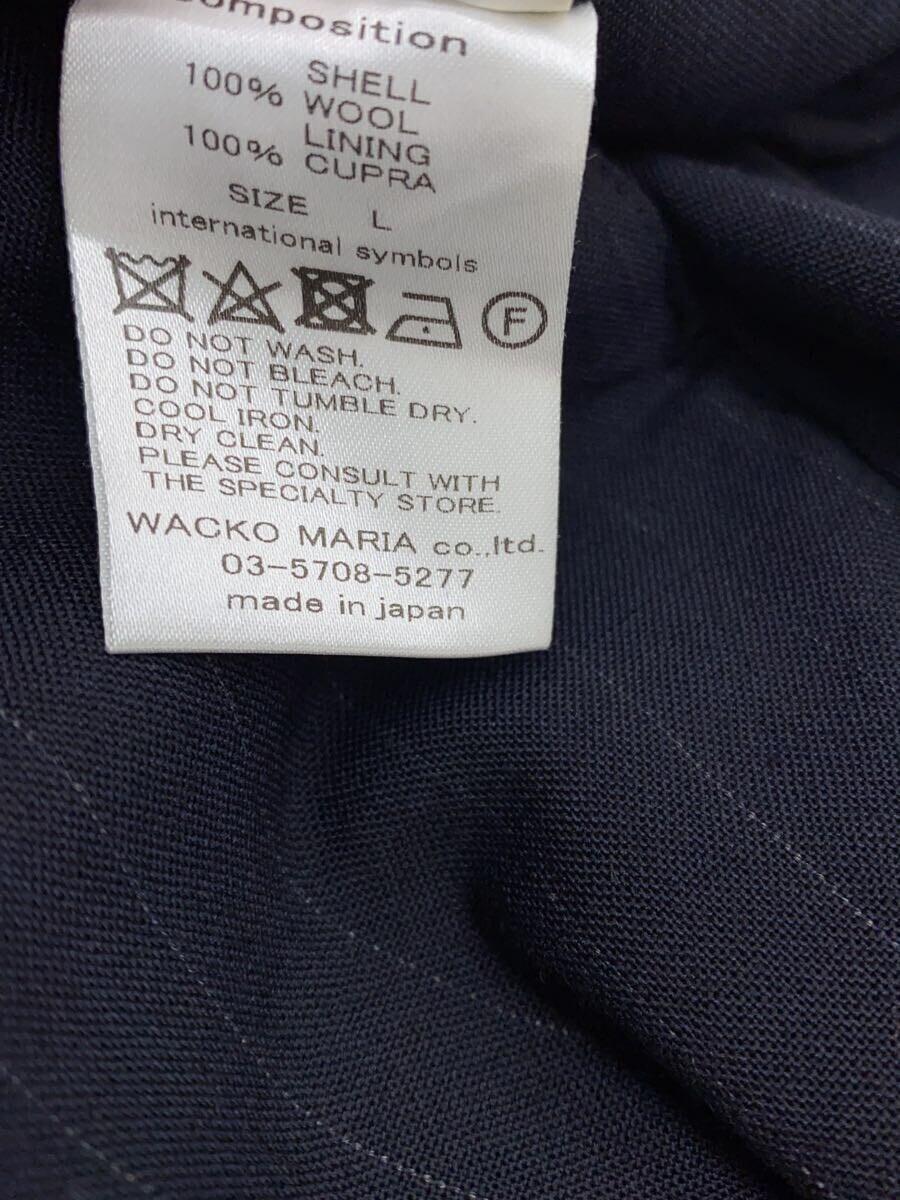 composition
SHELL
100% WOOL
LINING
100% CUPRA
SIZE L
international symbols
F
DO NOT WASH.
DO NOT BLEACH.
DO NOT TUMBLE DRY.
COOL IRON.
DRY CLEAN.
PLEASE CONSULT WITH
THE SPECIALTY STORE.
WACKO MARIA co.,ltd.
03-5708-5277
made in japan